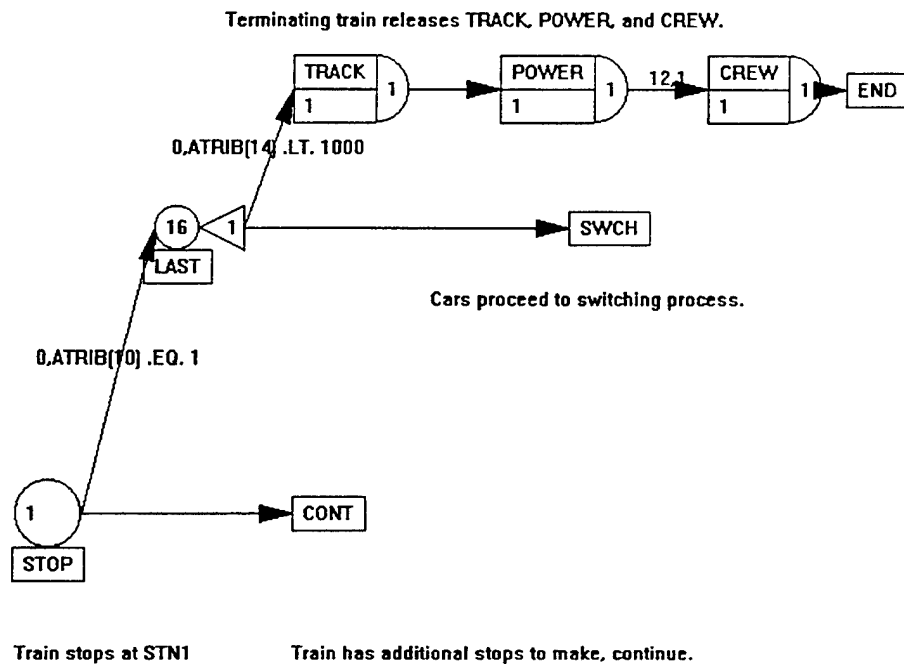 Terminating train releases TRACK, POWER, and CREW.
TRACK 1 1
POWER 1 1
12,1
CREW 1 1
END
0,ATRIB(14) .LT. 1000
16 1
LAST
SWCH
Cars proceed to switching process.
0,ATRIB(10) .EQ. 1
1
STOP
CONT
Train stops at STN1
Train has additional stops to make, continue.